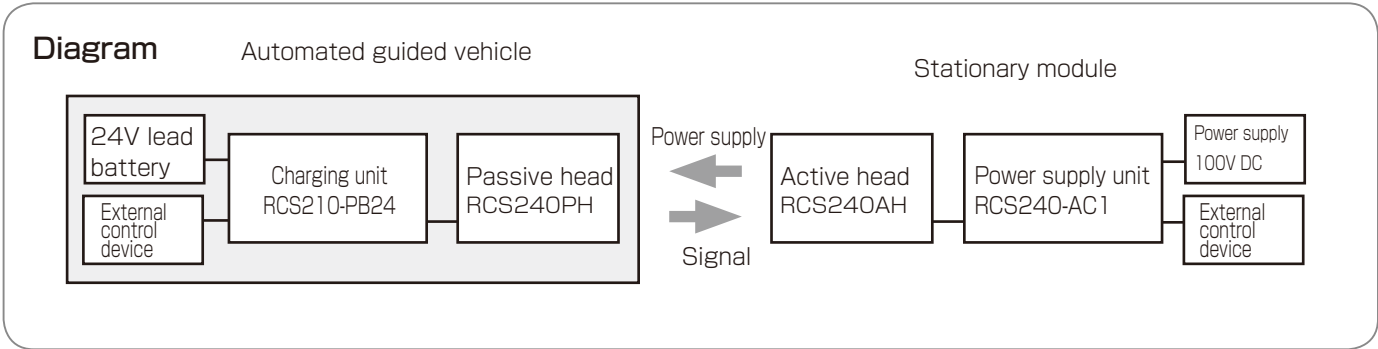 Diagram
Automated guided vehicle
Stationary module
24V lead
battery
External
control
device
Charging unit
RCS210-PB24
Passive head
RCS240PH
Power supply
Signal
Active head
RCS240AH
Power supply unit
RCS240-AC1
Power supply
100V DC
External
control
device